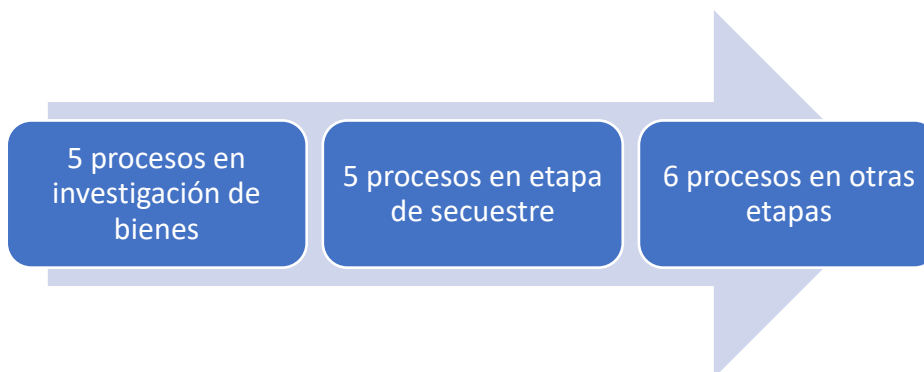 5 procesos en
investigación de
bienes
5 procesos en etapa
de secuestre
6 procesos en otras
etapas